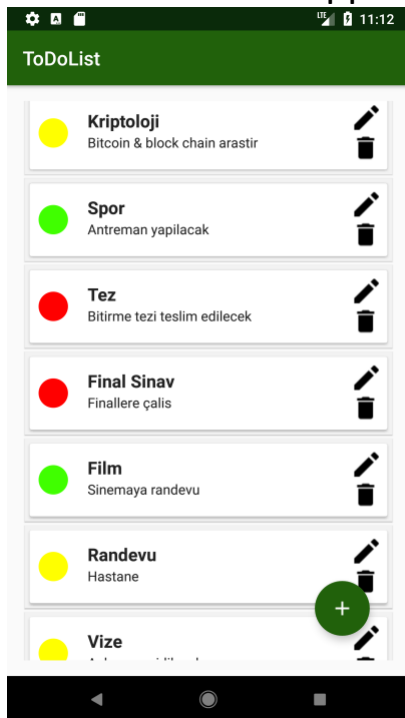 LTE 11:12
ToDoList
Kriptoloji
Bitcoin & block chain arastir
Spor
Antreman yapilacak
Tez
Bitirme tezi teslim edilecek
Final Sinav
Finallere çalis
Film
Sinemaya randevu
Randevu
Hastane
+
Vize